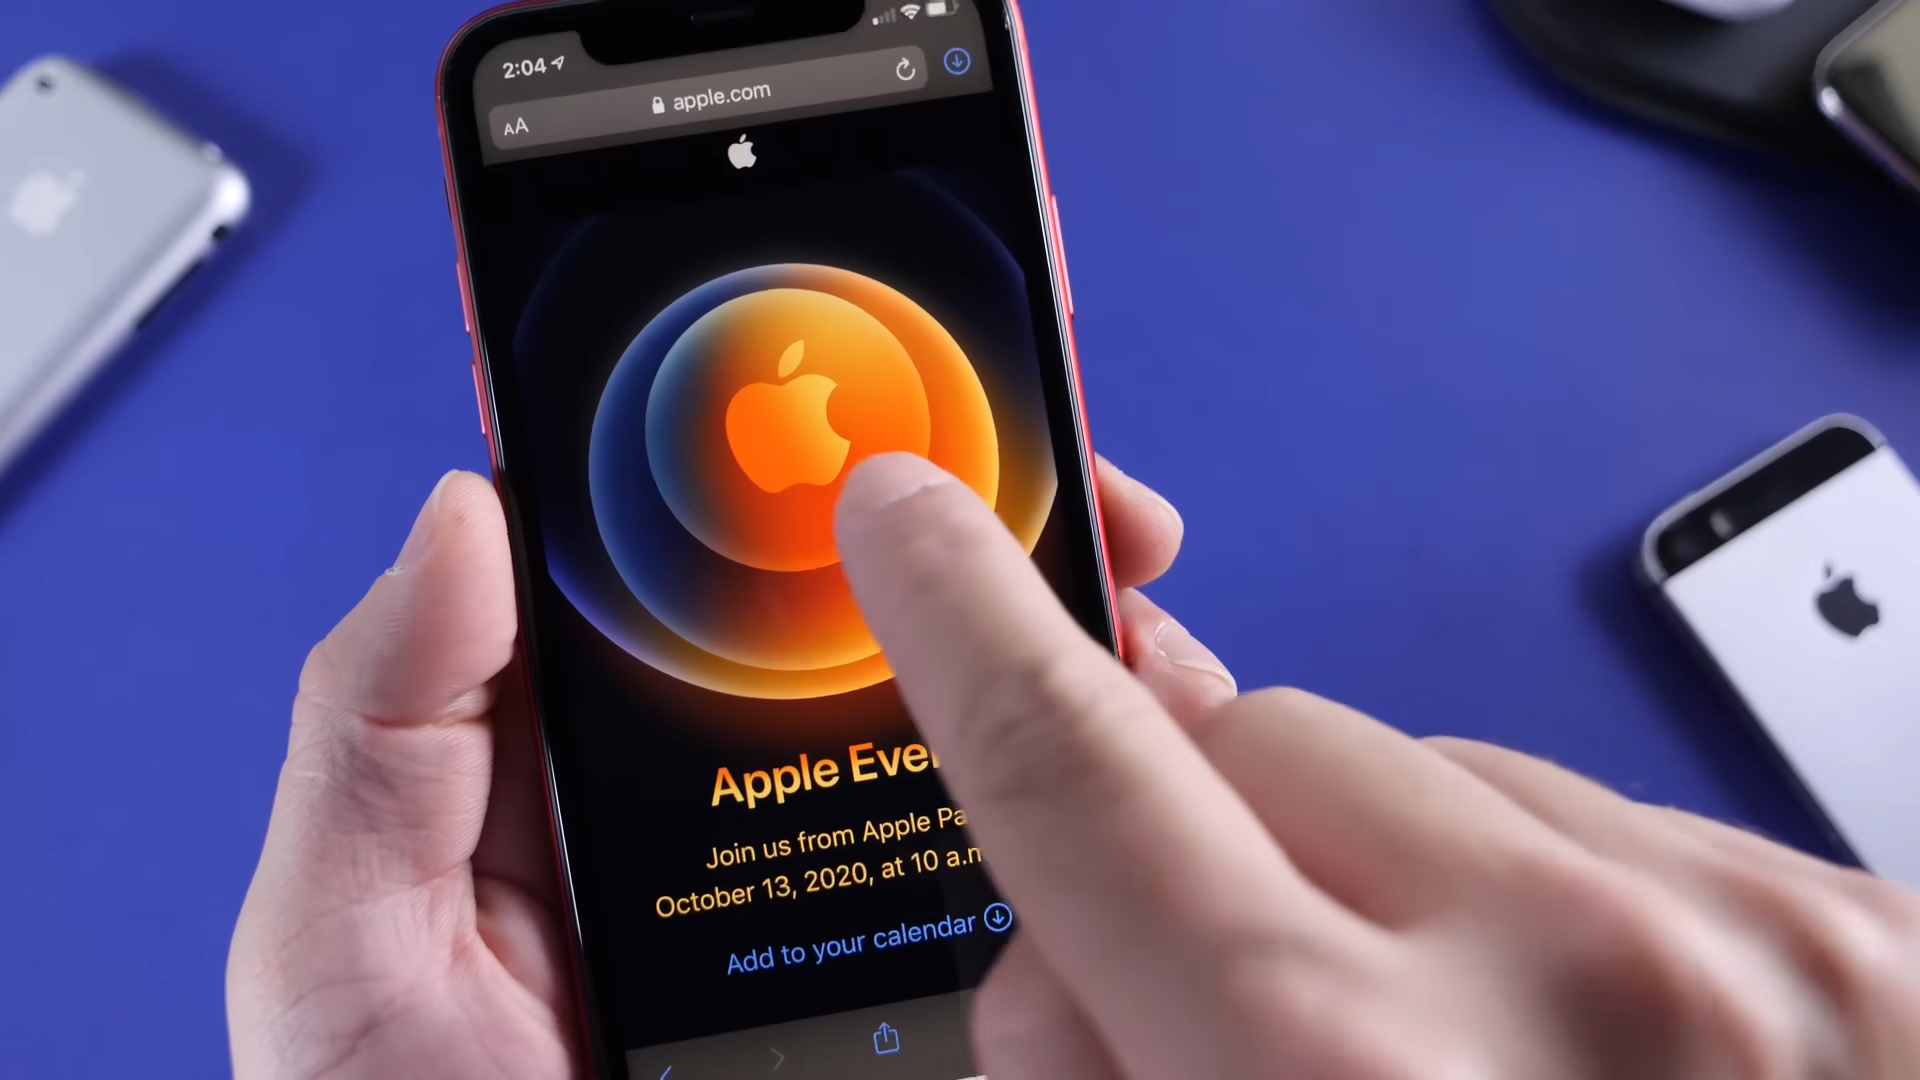 2:04
AA apple.com
Apple Eve
Join us from Apple Pa
October 13, 2020, at 10 a.m
Add to your calendar